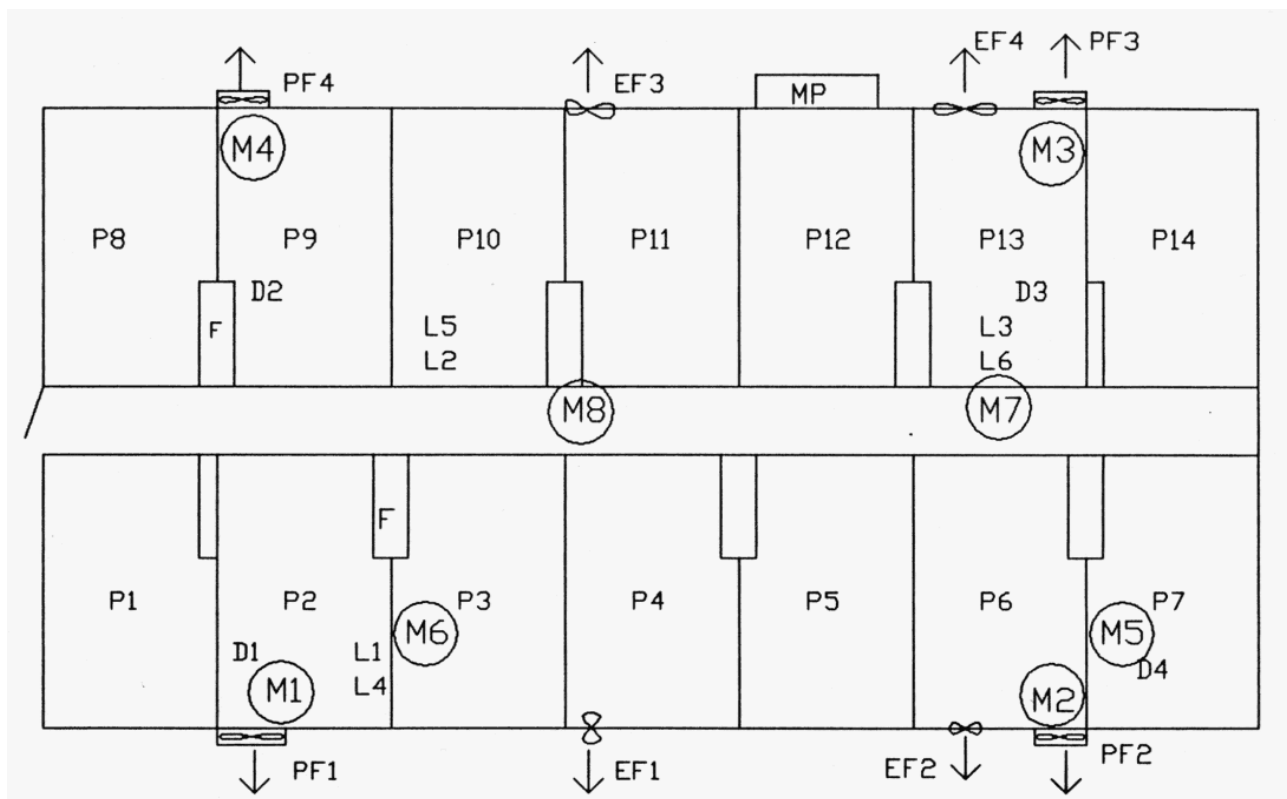 PF4 EF3 EF4 PF3
MP
M4 M3
P8 P9 P10 P11 P12 P13 P14
D2 D3
F L5 L3
L2 L6
M8 M7
F
P1 P2 P3 P4 P5 P6 P7
M6 M5
D1 L1 D4
M1 L4 M2
PF1 EF1 EF2 PF2